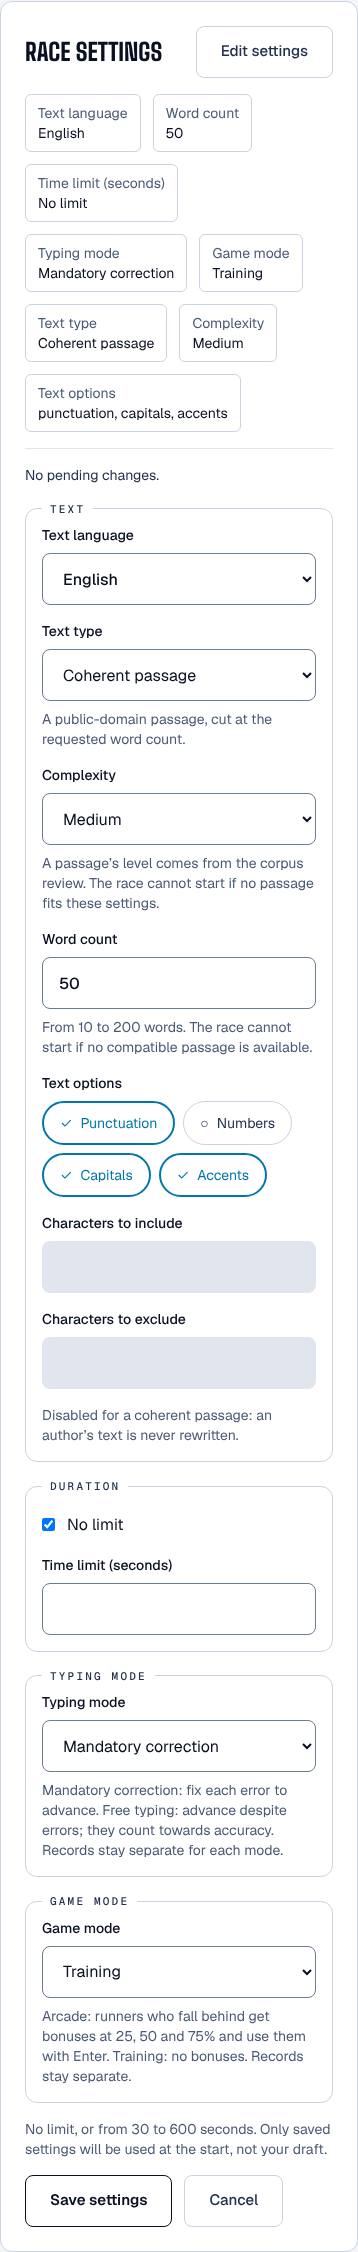 RACE SETTINGS
Edit settings
Text language
English
Word count
50
Time limit (seconds)
No limit
Typing mode
Mandatory correction
Game mode
Training
Text type
Coherent passage
Complexity
Medium
Text options
punctuation, capitals, accents
No pending changes.
TEXT
Text language
English
Text type
Coherent passage
A public-domain passage, cut at the
requested word count.
Complexity
Medium
A passage’s level comes from the corpus
review. The race cannot start if no passage
fits these settings.
Word count
50
From 10 to 200 words. The race cannot
start if no compatible passage is available.
Text options
✓ Punctuation
○ Numbers
✓ Capitals
✓ Accents
Characters to include
Characters to exclude
Disabled for a coherent passage: an
author’s text is never rewritten.
DURATION
No limit
Time limit (seconds)
TYPING MODE
Typing mode
Mandatory correction
Mandatory correction: fix each error to
advance. Free typing: advance despite
errors; they count towards accuracy.
Records stay separate for each mode.
GAME MODE
Game mode
Training
Arcade: runners who fall behind get
bonuses at 25, 50 and 75% and use them
with Enter. Training: no bonuses. Records
stay separate.
No limit, or from 30 to 600 seconds. Only saved
settings will be used at the start, not your draft.
Save settings
Cancel